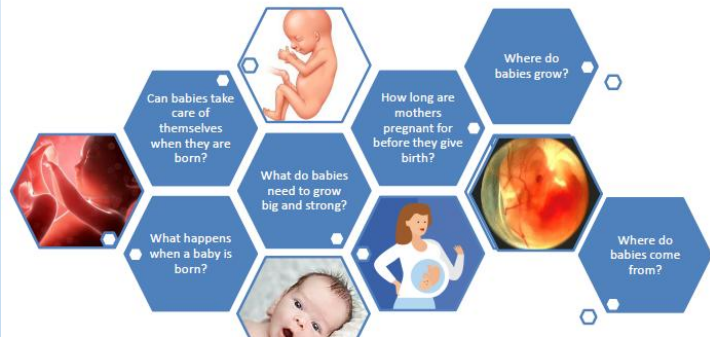 Where do
babies grow?
Can babies take
care of
themselves
when they are
born?
How long are
mothers
pregnant for
before they give
birth?
What do babies
need to grow
big and strong?
What happens
when a baby is
born?
Where do
babies come
from?